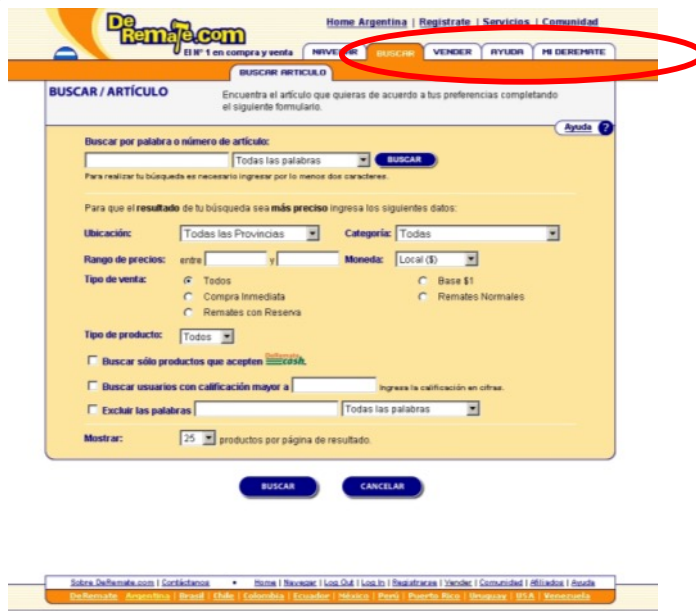 DeRemate.com
El Nº 1 en compra y venta
Home Argentina | Registrate | Servicios | Comunidad
NAVEGAR BUSCAR VENDER AYUDA MI DEREMATE
BUSCAR ARTICULO
BUSCAR / ARTÍCULO
Encuentra el artículo que quieras de acuerdo a tus preferencias completando
el siguiente formulario.
Ayuda ?
Buscar por palabra o número de artículo:
Todas las palabras BUSCAR
Para realizar tu búsqueda es necesario ingresar por lo menos dos caracteres.
Para que el resultado de tu búsqueda sea más preciso ingresa los siguientes datos:
Ubicación: Todas las Provincias Categoría: Todas
Rango de precios: entre y Moneda: Local ($)
Tipo de venta: Todos Base $1
Compra Inmediata Remates Normales
Remates con Reserva
Tipo de producto: Todos
Buscar sólo productos que acepten DeRemate cash.
Buscar usuarios con calificación mayor a Ingresa la calificación en cifras.
Excluir las palabras Todas las palabras
Mostrar: 25 productos por página de resultado.
BUSCAR CANCELAR
Sobre DeRemate.com | Contáctanos • Home | Navegar | Log Out | Log In | Registrarse | Vender | Comunidad | Afiliados | Ayuda
DeRemate Argentina | Brasil | Chile | Colombia | Ecuador | México | Perú | Puerto Rico | Uruguay | USA | Venezuela